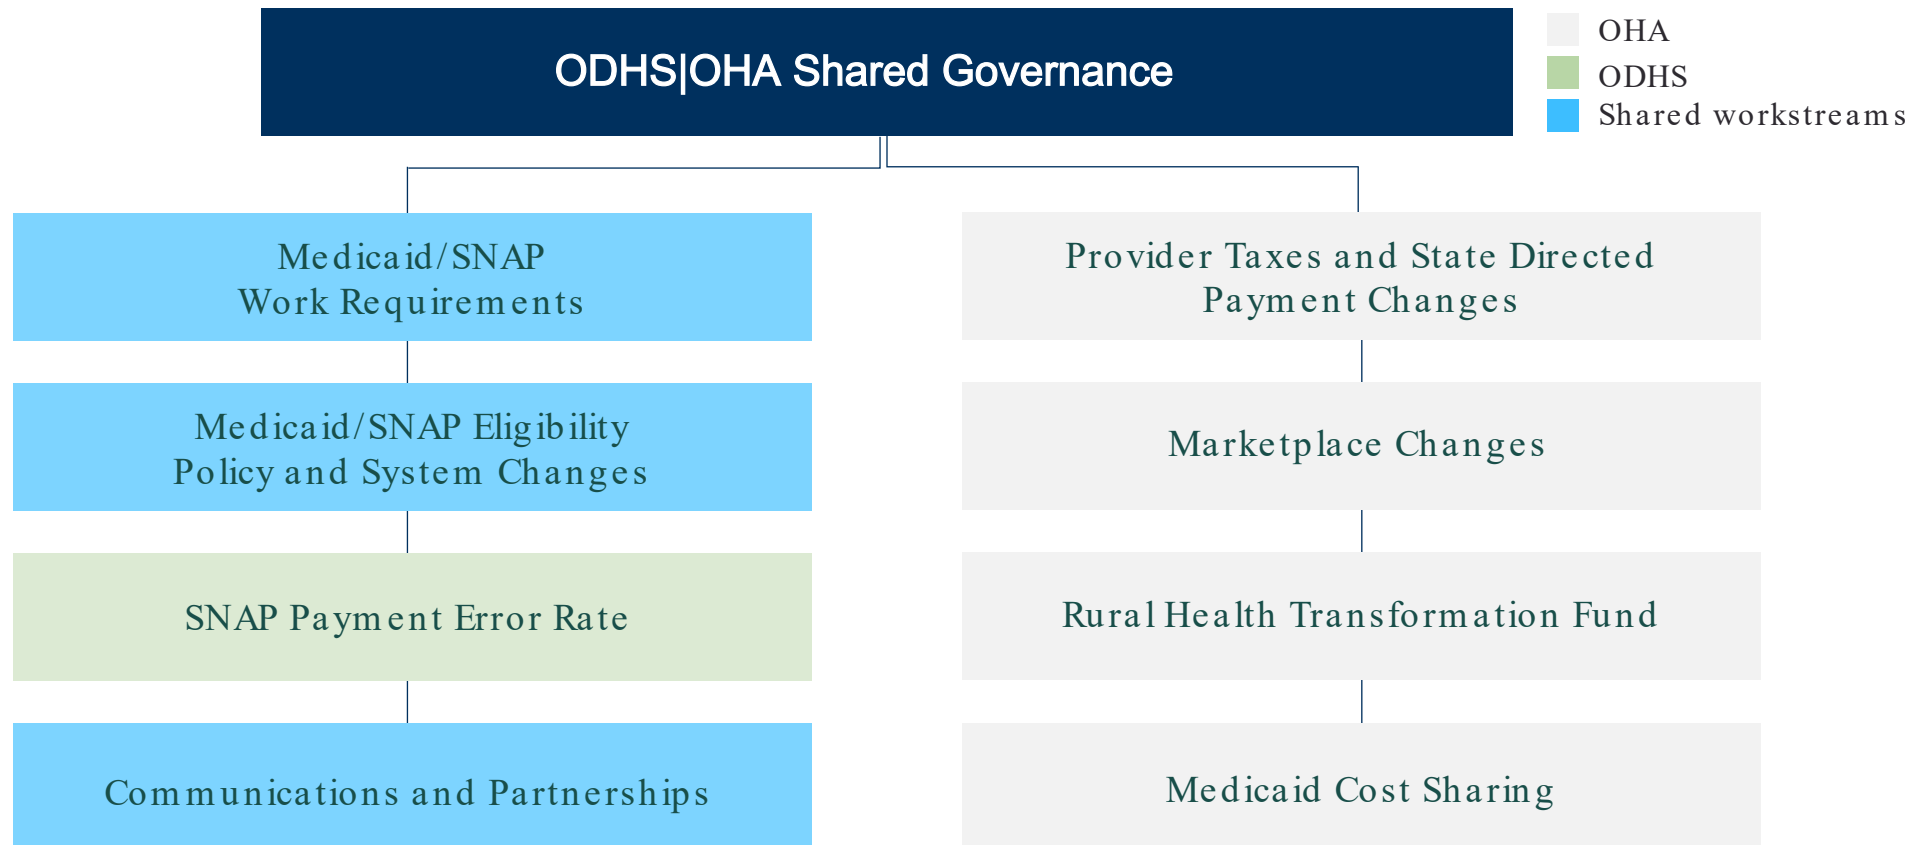 ODHS|OHA Shared Governance
OHA
ODHS
Shared workstreams
Medicaid/SNAP
Work Requirements
Medicaid/SNAP Eligibility
Policy and System Changes
SNAP Payment Error Rate
Communications and Partnerships
Provider Taxes and State Directed
Payment Changes
Marketplace Changes
Rural Health Transformation Fund
Medicaid Cost Sharing